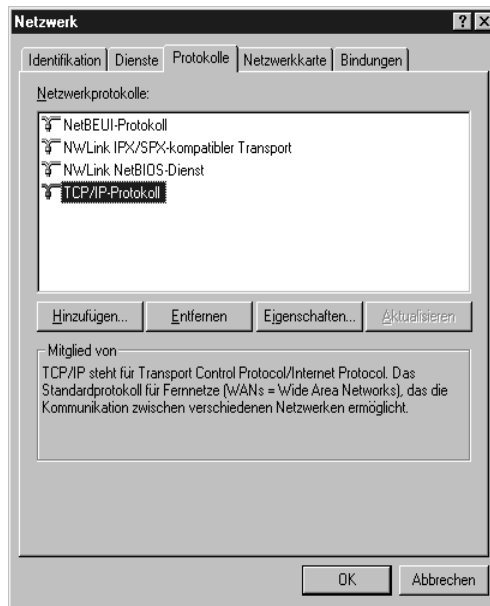 Netzwerk
Identifikation Dienste Protokolle Netzwerkkarte Bindungen
Netzwerkprotokolle:
NetBEUI-Protokoll
NWLink IPX/SPX-kompatibler Transport
NWLink NetBIOS-Dienst
TCP/IP-Protokoll
Hinzufügen... Entfernen Eigenschaften... Aktualisieren
Mitglied von
TCP/IP steht für Transport Control Protocol/Internet Protocol. Das
Standardprotokoll für Fernnetze (WANs = Wide Area Networks), das die
Kommunikation zwischen verschiedenen Netzwerken ermöglicht.
OK Abbrechen